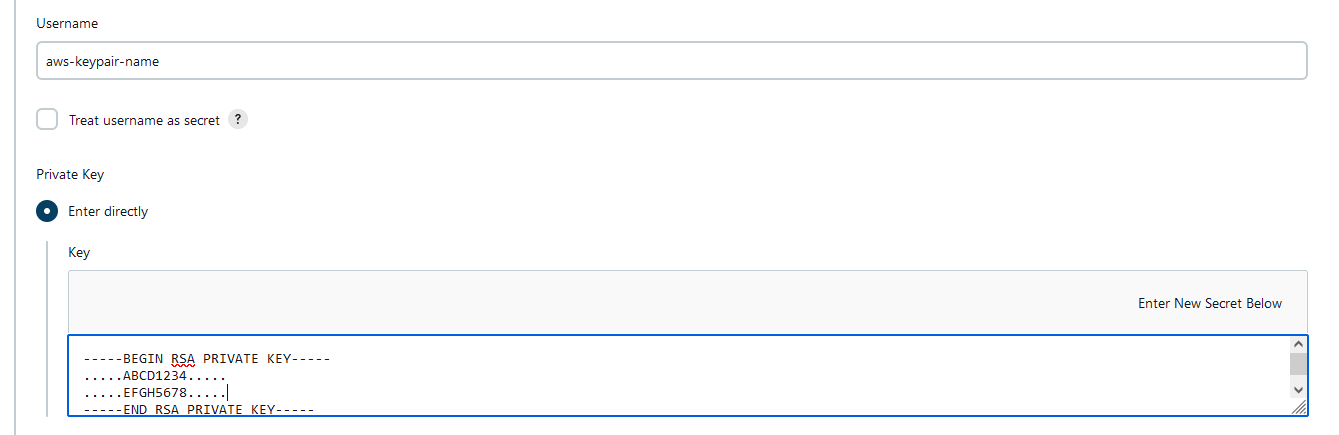 Username
aws-keypair-name
Treat username as secret ?
Private Key
Enter directly
Key
Enter New Secret Below
-----BEGIN RSA PRIVATE KEY-----
.....ABCD1234.....
.....EFGH5678.....
-----END RSA PRIVATE KEY-----